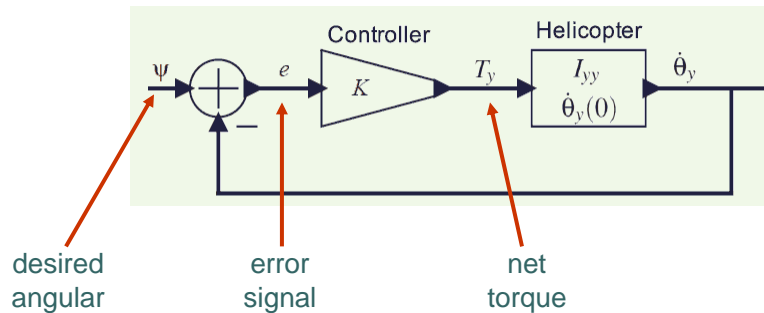 Controller
Helicopter
ψ
e
K
T_y
I_yy
θ̇_y(0)
θ̇_y
+
−
desired
angular
error
signal
net
torque